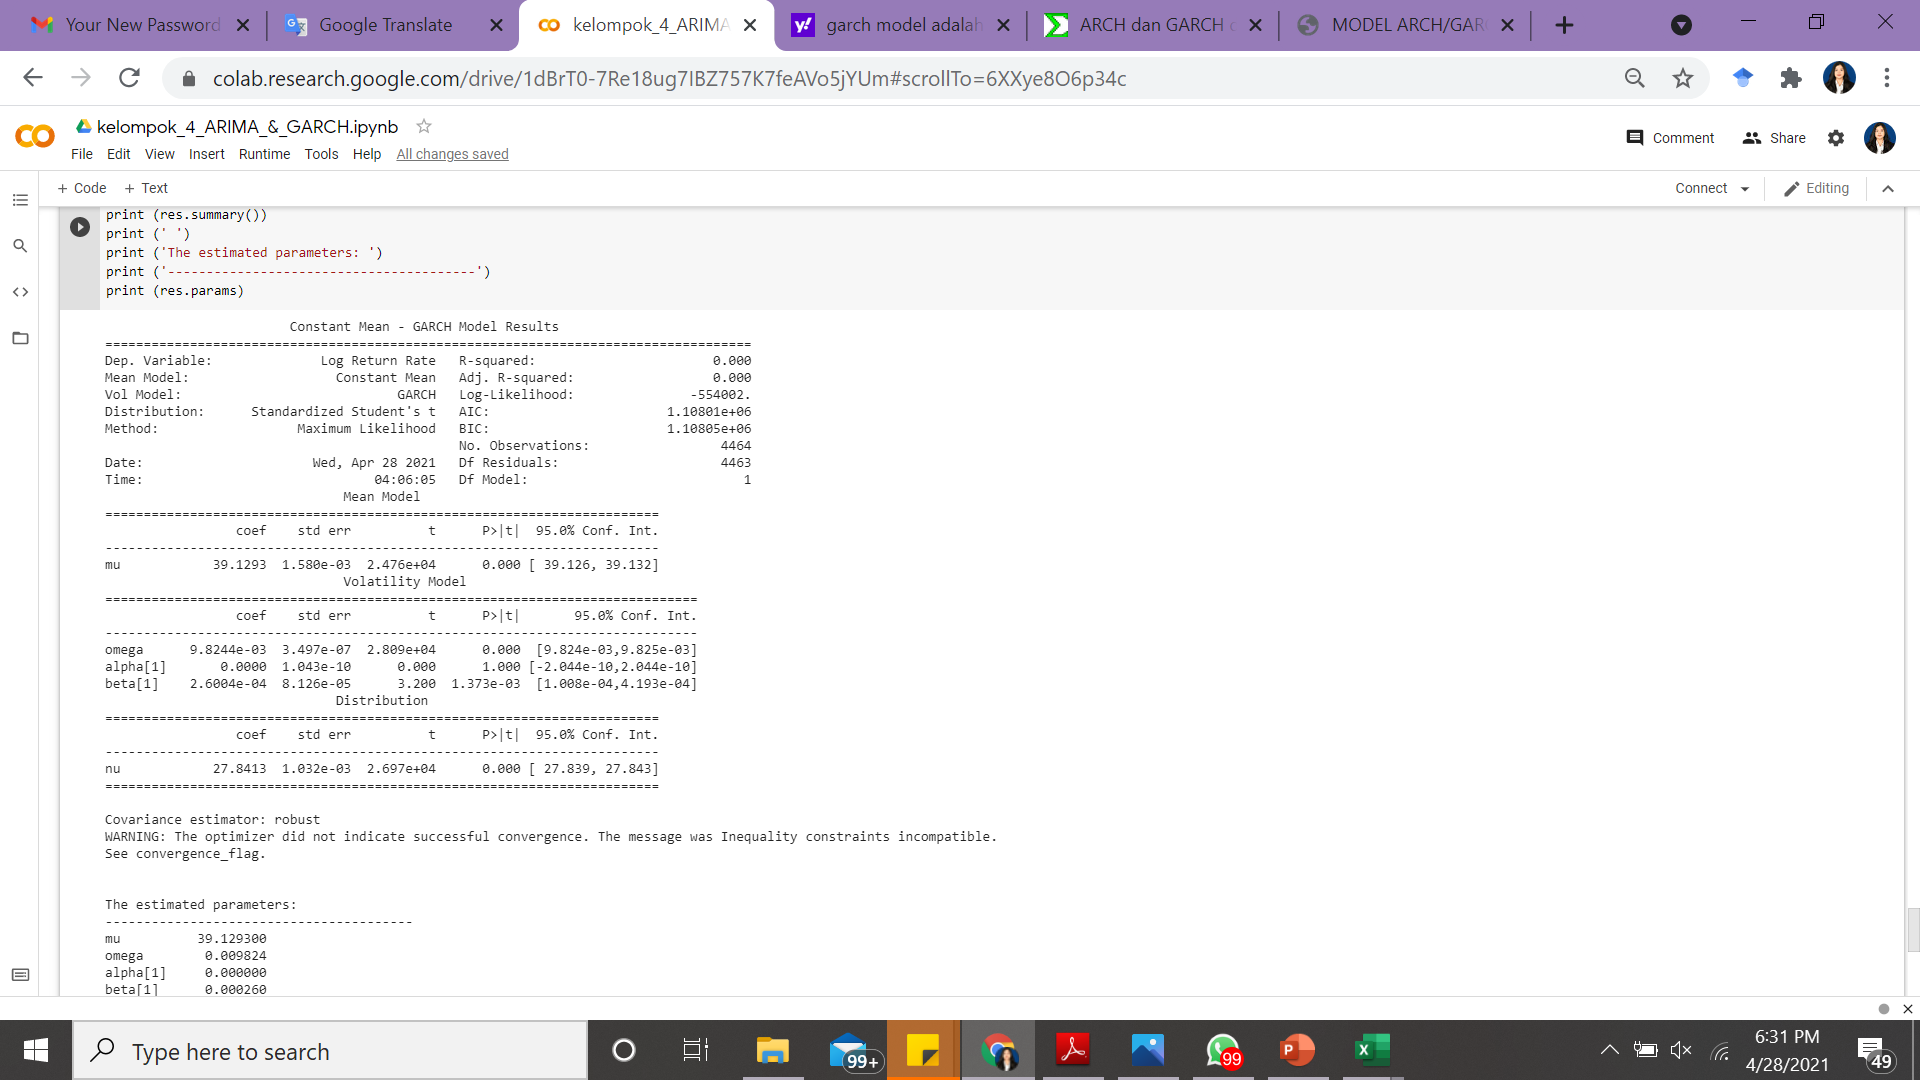 Your New Password
Google Translate
kelompok_4_ARIMA
garch model adalah
ARCH dan GARCH
MODEL ARCH/GAR
colab.research.google.com/drive/1dBrT0-7Re18ug7IBZ757K7feAVo5jYUm#scrollTo=6XXye8O6p34c
kelompok_4_ARIMA_&_GARCH.ipynb
Comment Share
File Edit View Insert Runtime Tools Help All changes saved
+ Code + Text Connect Editing
print (res.summary())
print (' ')
print ('The estimated parameters: ')
print ('----------------------------------------')
print (res.params)
Constant Mean - GARCH Model Results
====================================================================================
Dep. Variable: Log Return Rate R-squared: 0.000
Mean Model: Constant Mean Adj. R-squared: 0.000
Vol Model: GARCH Log-Likelihood: -554002.
Distribution: Standardized Student's t AIC: 1.10801e+06
Method: Maximum Likelihood BIC: 1.10805e+06
No. Observations: 4464
Date: Wed, Apr 28 2021 Df Residuals: 4463
Time: 04:06:05 Df Model: 1
Mean Model
========================================================================
coef std err t P>|t| 95.0% Conf. Int.
------------------------------------------------------------------------
mu 39.1293 1.580e-03 2.476e+04 0.000 [ 39.126, 39.132]
Volatility Model
=============================================================================
coef std err t P>|t| 95.0% Conf. Int.
-----------------------------------------------------------------------------
omega 9.8244e-03 3.497e-07 2.809e+04 0.000 [9.824e-03,9.825e-03]
alpha[1] 0.0000 1.043e-10 0.000 1.000 [-2.044e-10,2.044e-10]
beta[1] 2.6004e-04 8.126e-05 3.200 1.373e-03 [1.008e-04,4.193e-04]
Distribution
========================================================================
coef std err t P>|t| 95.0% Conf. Int.
------------------------------------------------------------------------
nu 27.8413 1.032e-03 2.697e+04 0.000 [ 27.839, 27.843]
========================================================================
Covariance estimator: robust
WARNING: The optimizer did not indicate successful convergence. The message was Inequality constraints incompatible.
See convergence_flag.
The estimated parameters:
----------------------------------------
mu 39.129300
omega 0.009824
alpha[1] 0.000000
beta[1] 0.000260
Type here to search
99+
99
6:31 PM
4/28/2021
49